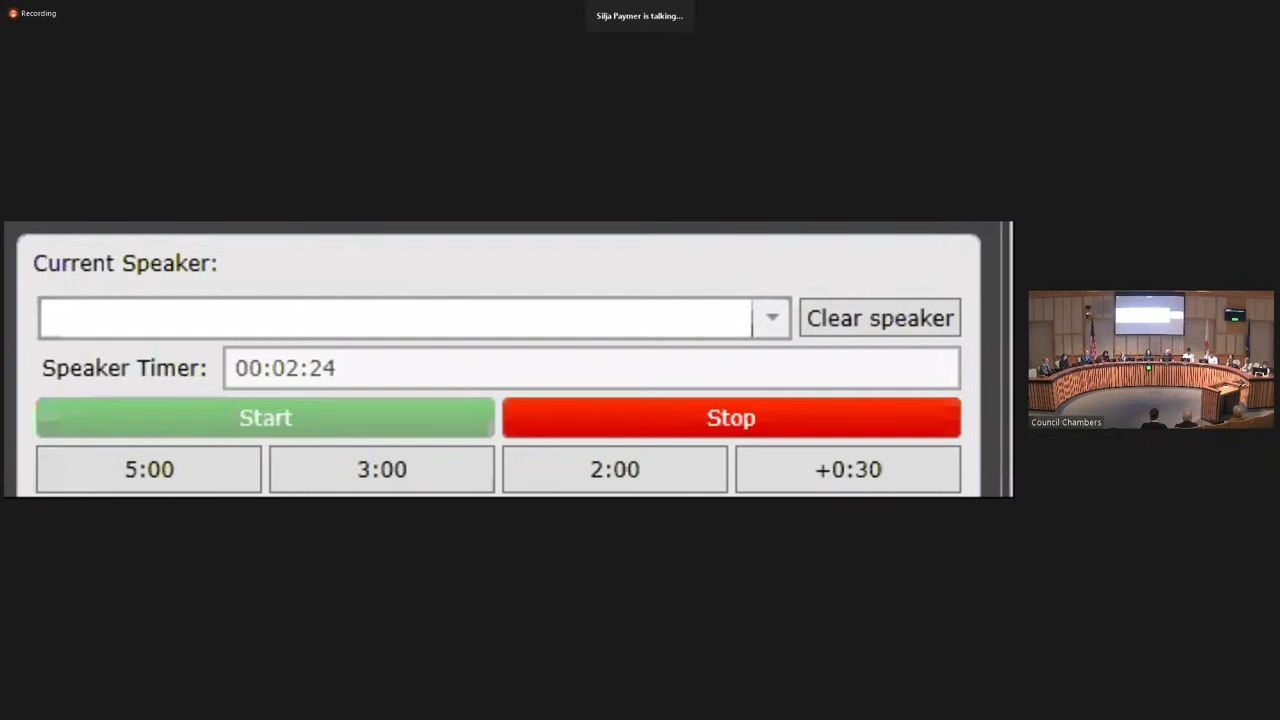 Recording
Silja Paymer is talking...
Current Speaker:
Clear speaker
Speaker Timer: 00:02:24
Start Stop
5:00 3:00 2:00 +0:30
Council Chambers